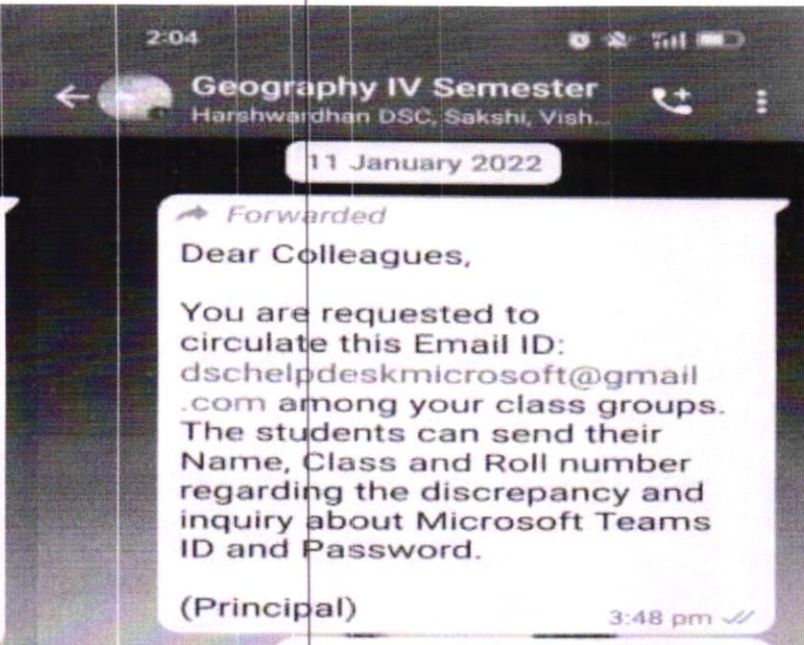 2:04
Geography IV Semester
Harshwardhan DSC, Sakshi, Vish...
11 January 2022
Forwarded
Dear Colleagues,
You are requested to
circulate this Email ID:
dschelpdeskmicrosoft@gmail
.com among your class groups.
The students can send their
Name, Class and Roll number
regarding the discrepancy and
inquiry about Microsoft Teams
ID and Password.
(Principal)
3:48 pm